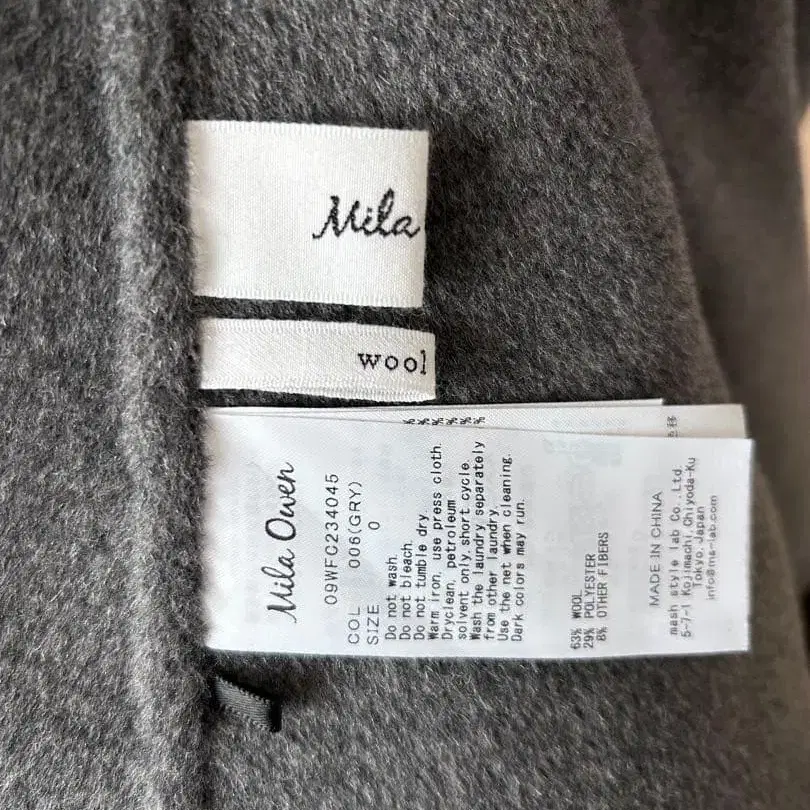 Mila
wool
Mila Owen
09WFC234045
COL 006(GRY)
SIZE 0
Do not wash.
Do not bleach.
Do not tumble dry.
Warm iron, use press cloth.
Dryclean, petroleum
solvent only,short cycle.
Wash the laundry separately
from other laundry.
Use the net when cleaning.
Dark colors may run.
63% WOOL
29% POLYESTER
8% OTHER FIBERS
MADE IN CHINA
mash style lab Co.,Ltd.
5-7-1 Kojimachi,Chiyoda-Ku
Tokyo,Japan
info@ms-lab.com